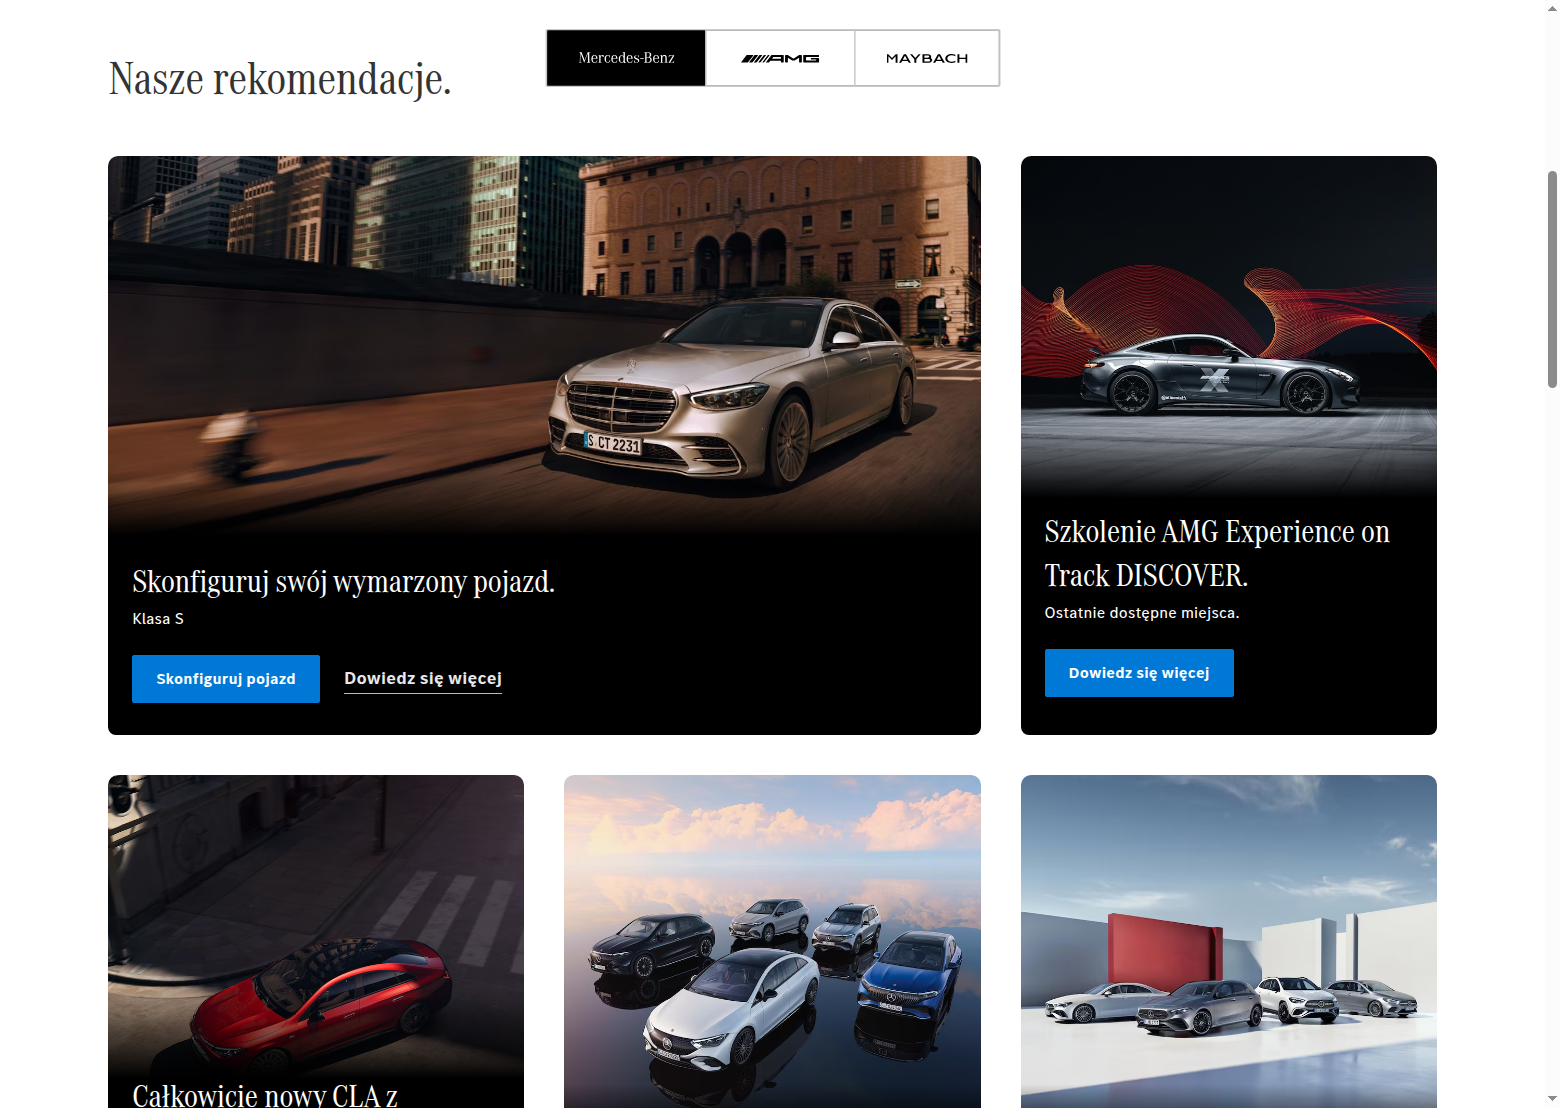 Nasze rekomendacje.
Mercedes-Benz
AMG
MAYBACH
S CT 2231
Skonfiguruj swój wymarzony pojazd.
Klasa S
Skonfiguruj pojazd
Dowiedz się więcej
Szkolenie AMG Experience on
Track DISCOVER.
Ostatnie dostępne miejsca.
Dowiedz się więcej
Całkowicie nowy CLA z